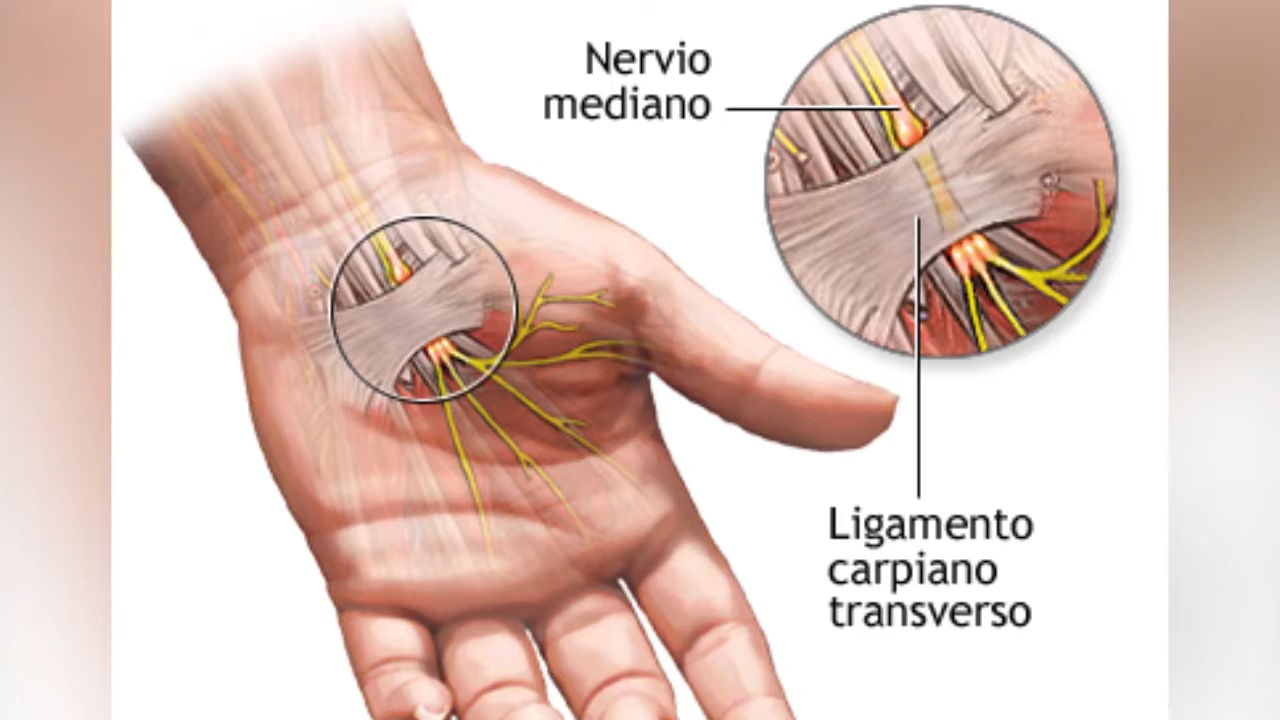 Nervio
mediano
Ligamento
carpiano
transverso